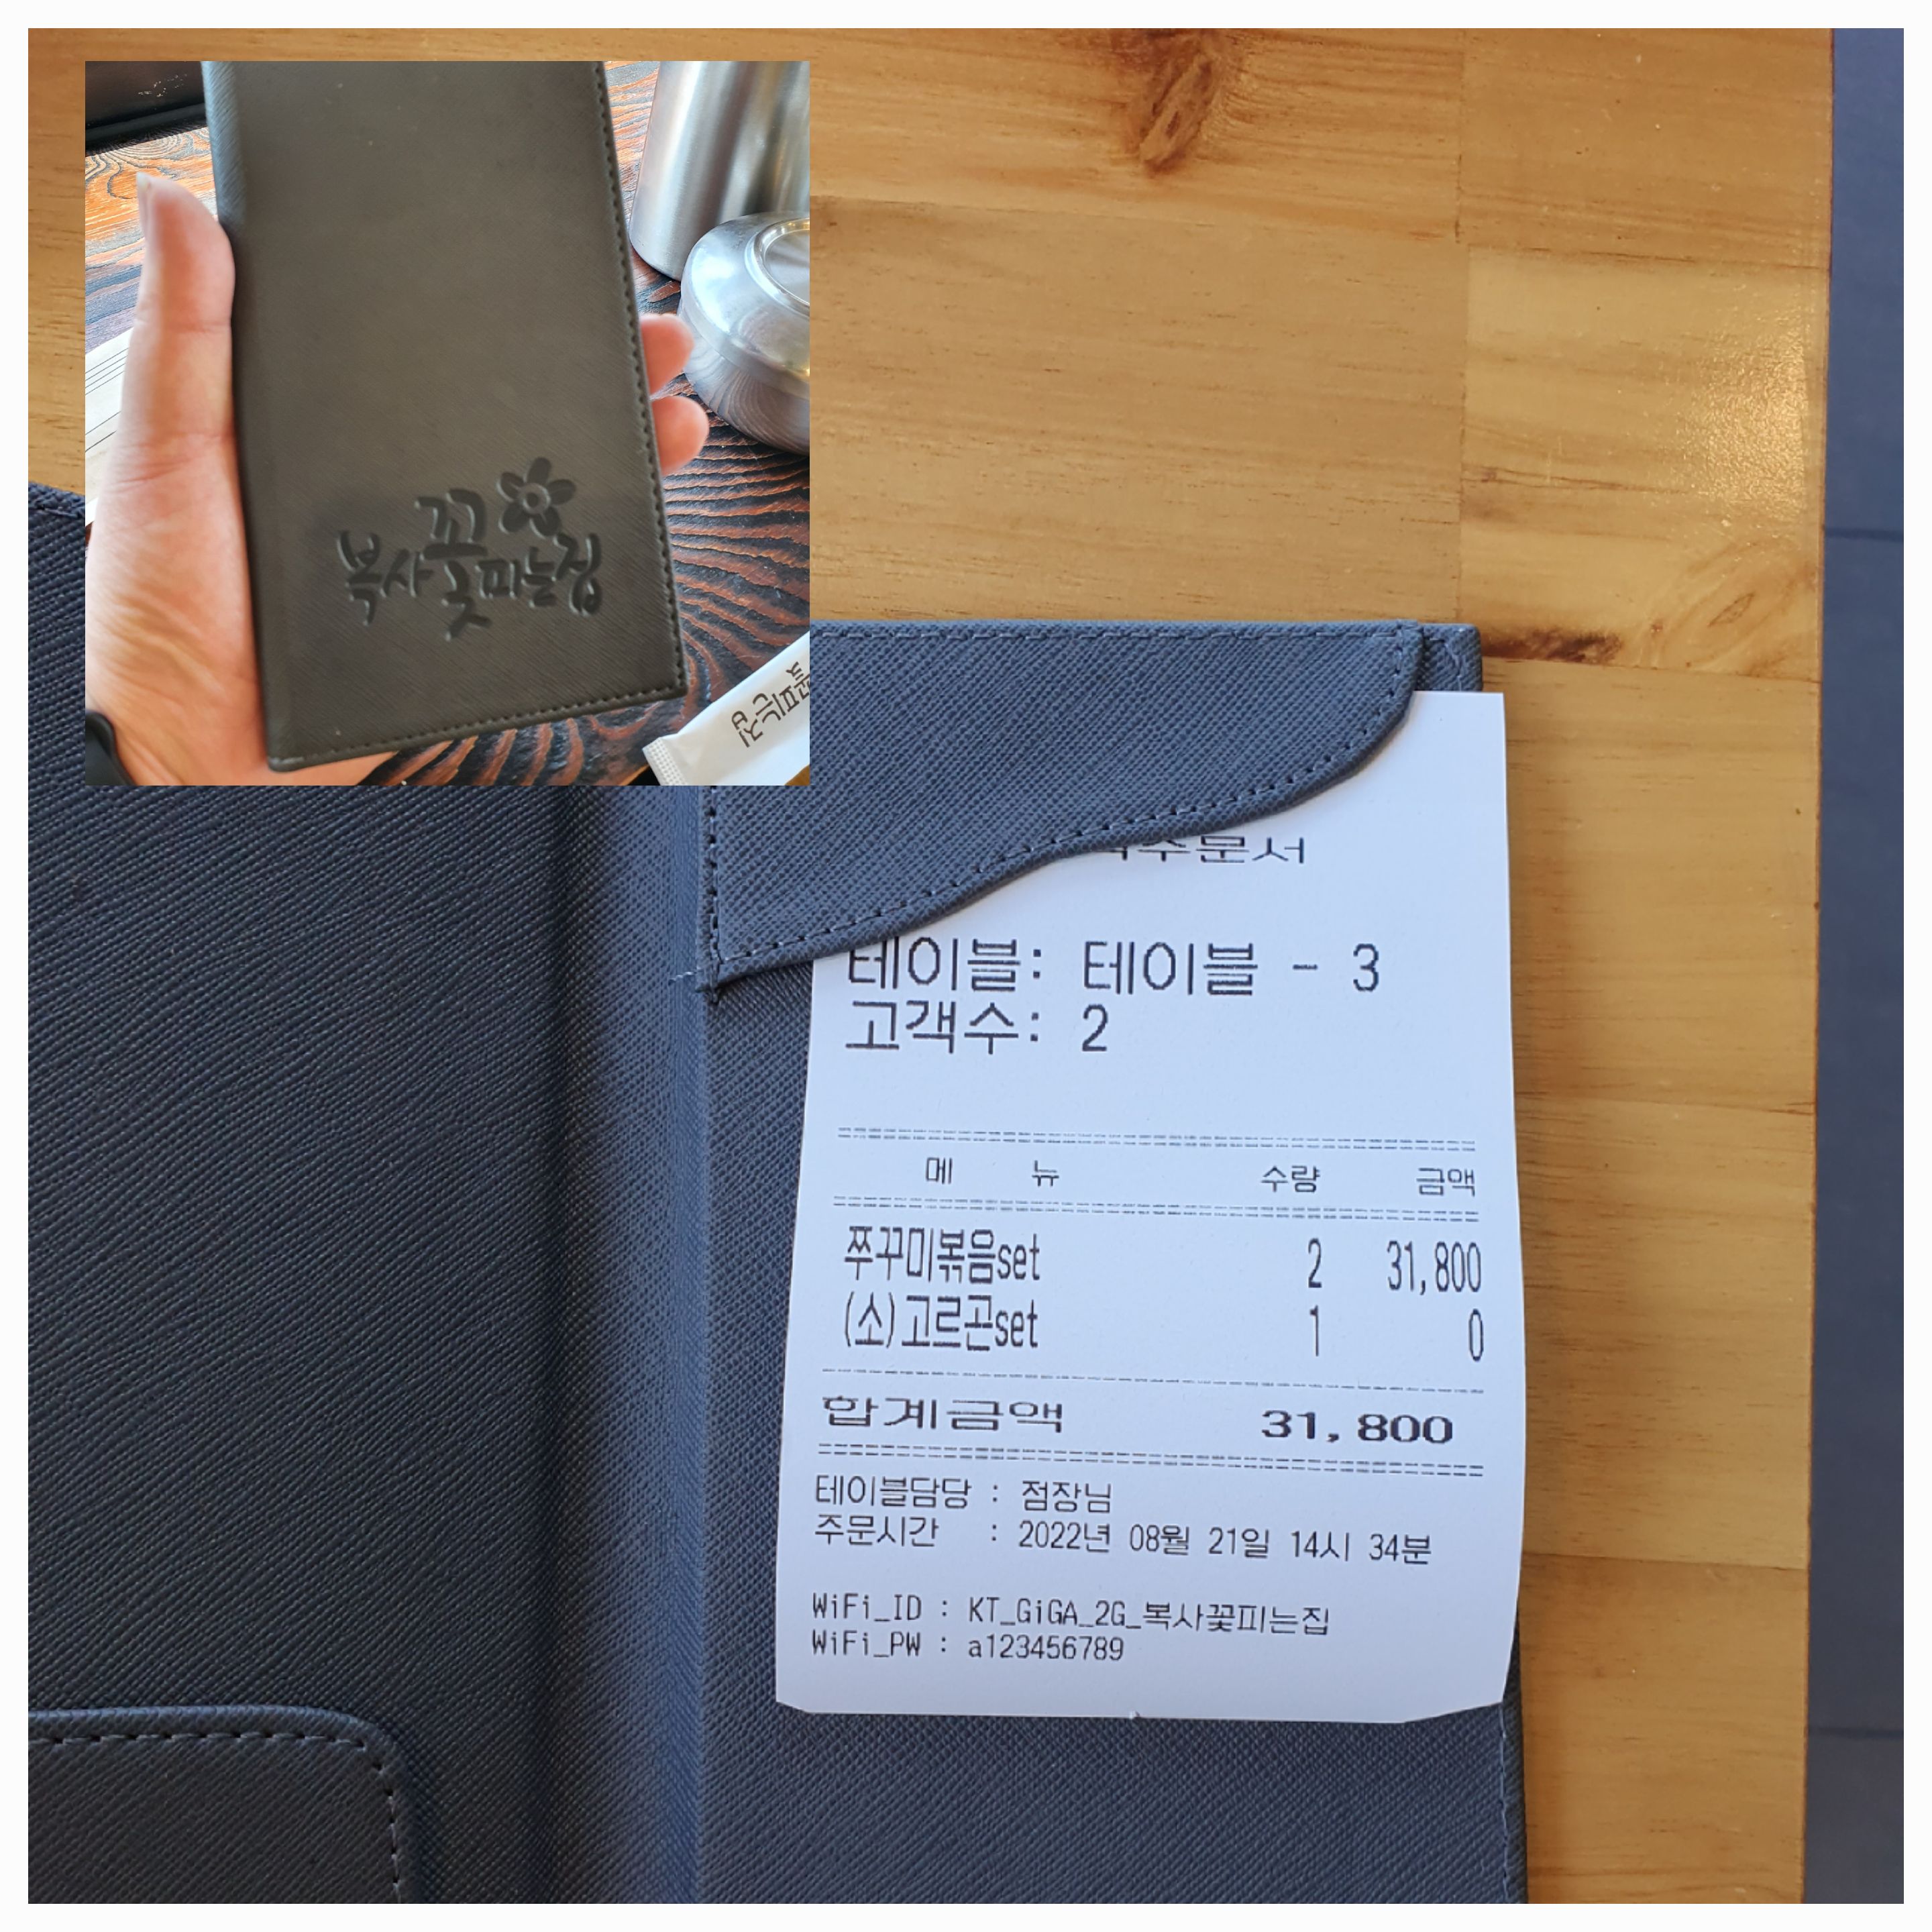 복사꽃피는집
꽃피는집
주문서
테이블: 테이블 - 3
고객수: 2
메 뉴 수량 금액
쭈꾸미볶음set 2 31,800
(소)고르곤set 1 0
합계금액 31,800
테이블담당 : 점장님
주문시간 : 2022년 08월 21일 14시 34분
WiFi_ID : KT_GiGA_2G_복사꽃피는집
WiFi_PW : a123456789